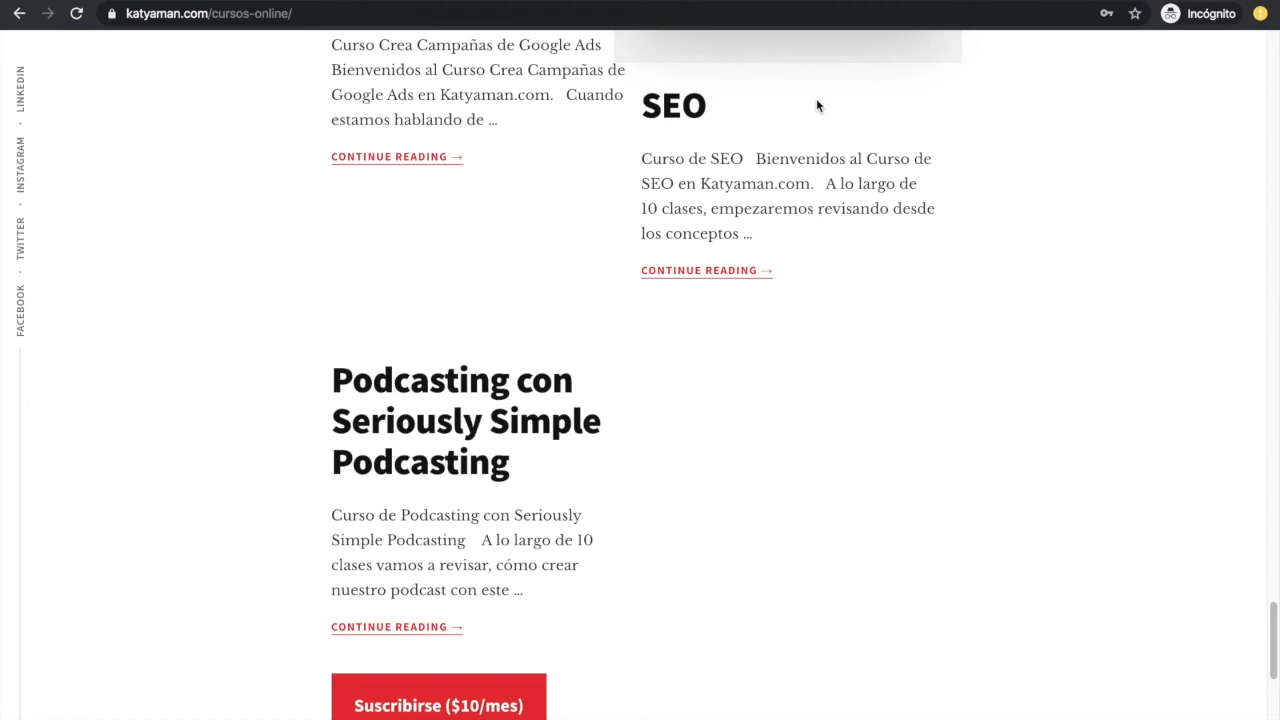 katyaman.com/cursos-online/
Incógnito
LINKEDIN
INSTAGRAM
TWITTER
FACEBOOK
Curso Crea Campañas de Google Ads
Bienvenidos al Curso Crea Campañas de
Google Ads en Katyaman.com. Cuando
estamos hablando de ...
CONTINUE READING →
SEO
Curso de SEO Bienvenidos al Curso de
SEO en Katyaman.com. A lo largo de
10 clases, empezaremos revisando desde
los conceptos ...
CONTINUE READING →
Podcasting con
Seriously Simple
Podcasting
Curso de Podcasting con Seriously
Simple Podcasting A lo largo de 10
clases vamos a revisar, cómo crear
nuestro podcast con este ...
CONTINUE READING →
Suscribirse ($10/mes)